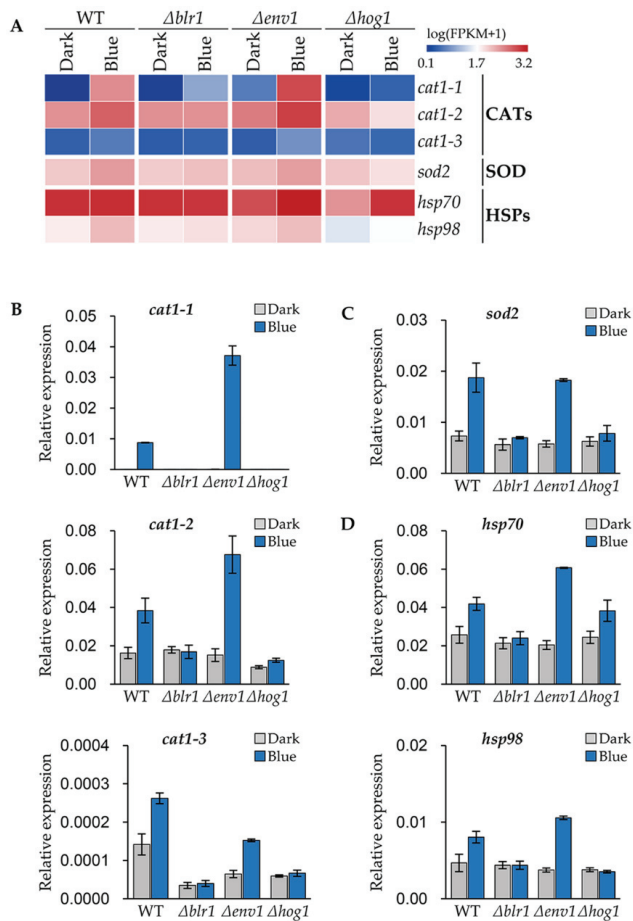 A
WT Δblr1 Δenv1 Δhog1
Dark Blue Dark Blue Dark Blue Dark Blue
log(FPKM+1)
0.1 1.7 3.2
cat1-1
cat1-2 CATs
cat1-3
sod2 SOD
hsp70
HSPs
hsp98
B cat1-1
Dark
Blue
Relative expression
0.05
0.04
0.03
0.02
0.01
0.00
WT Δblr1 Δenv1 Δhog1
C sod2
Dark
Blue
Relative expression
0.03
0.02
0.01
0.00
WT Δblr1 Δenv1 Δhog1
cat1-2
Dark
Blue
Relative expression
0.08
0.06
0.04
0.02
0.00
WT Δblr1 Δenv1 Δhog1
D hsp70
Dark
Blue
Relative expression
0.08
0.06
0.04
0.02
0.00
WT Δblr1 Δenv1 Δhog1
cat1-3
Dark
Blue
Relative expression
0.0004
0.0003
0.0002
0.0001
0.0000
WT Δblr1 Δenv1 Δhog1
hsp98
Dark
Blue
Relative expression
0.02
0.01
0.00
WT Δblr1 Δenv1 Δhog1